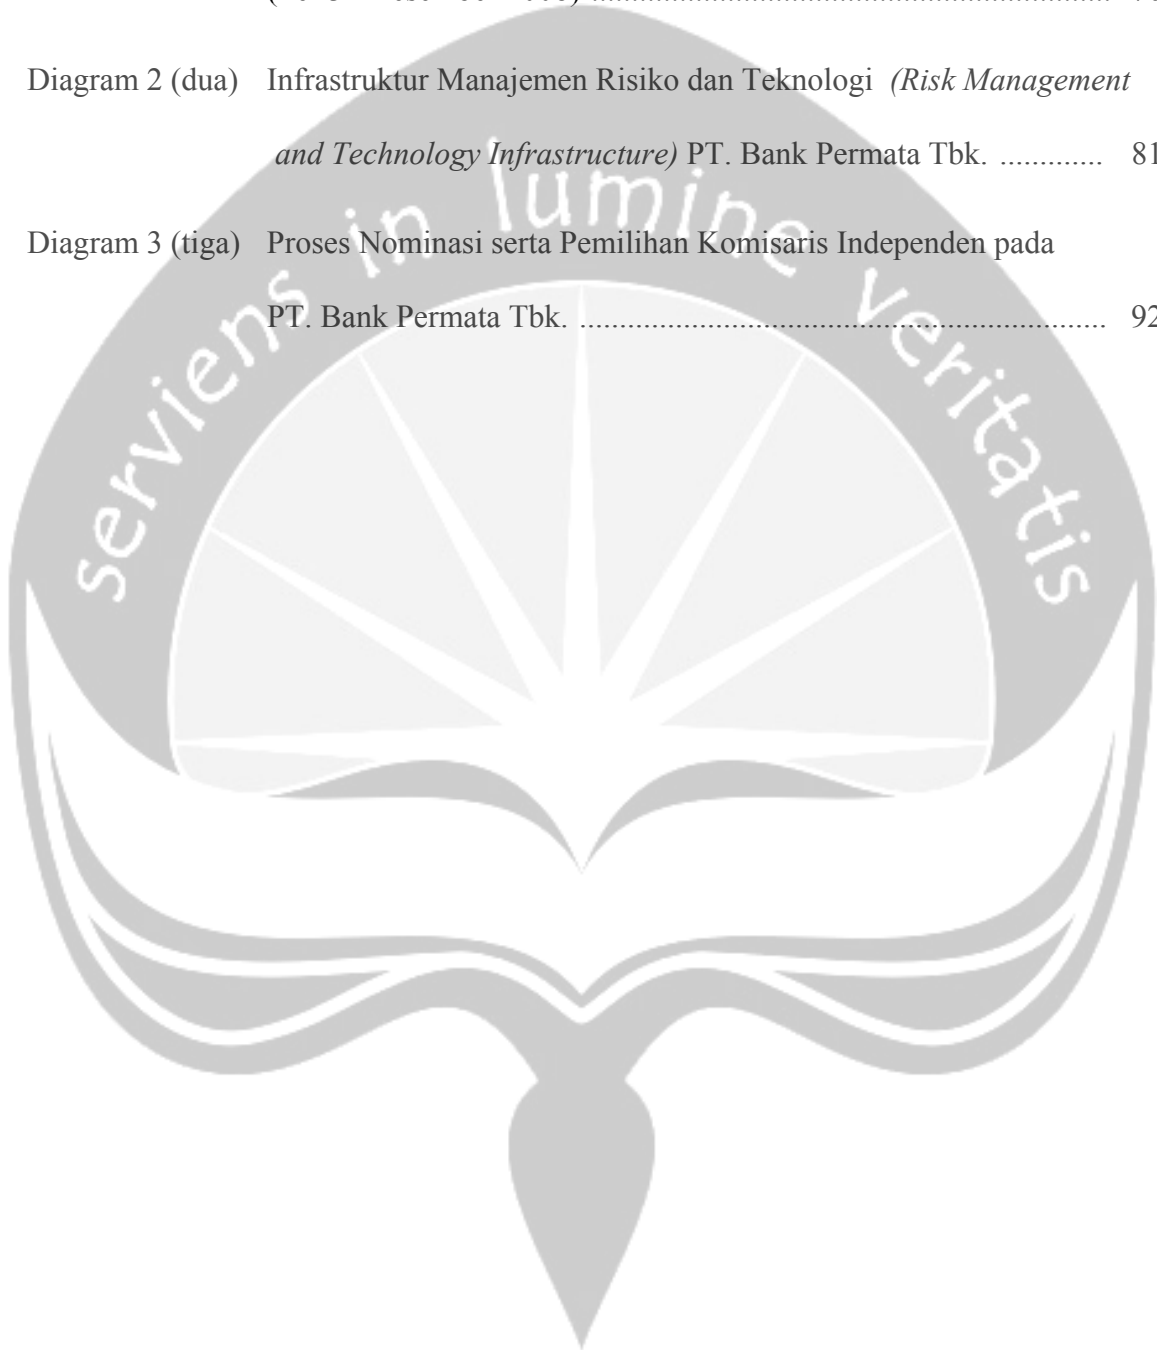 Diagram 2 (dua) Infrastruktur Manajemen Risiko dan Teknologi (Risk Management
and Technology Infrastructure) PT. Bank Permata Tbk. ............. 81
Diagram 3 (tiga) Proses Nominasi serta Pemilihan Komisaris Independen pada
PT. Bank Permata Tbk. .................................................................. 92
serviens in lumine veritatis